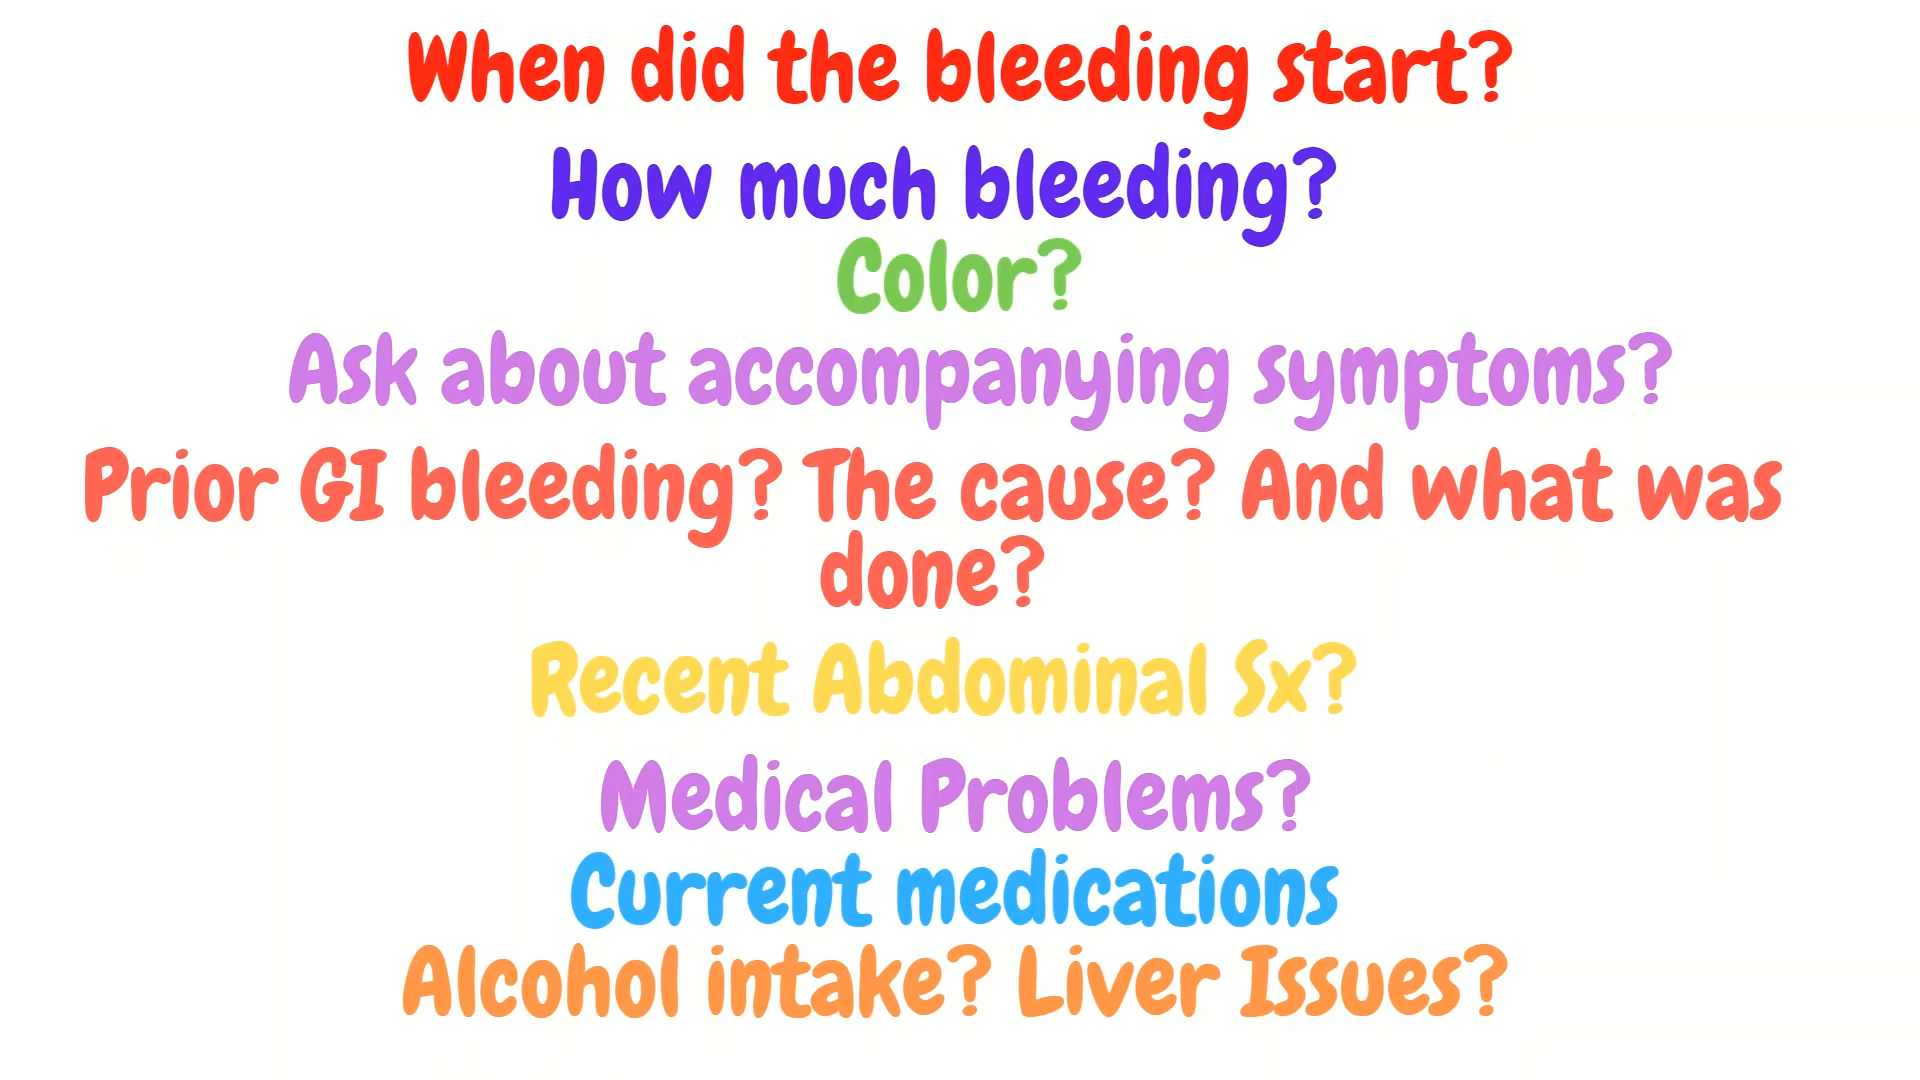 When did the bleeding start?
How much bleeding?
Color?
Ask about accompanying symptoms?
Prior GI bleeding? The cause? And what was
done?
Recent Abdominal Sx?
Medical Problems?
Current medications
Alcohol intake? Liver Issues?